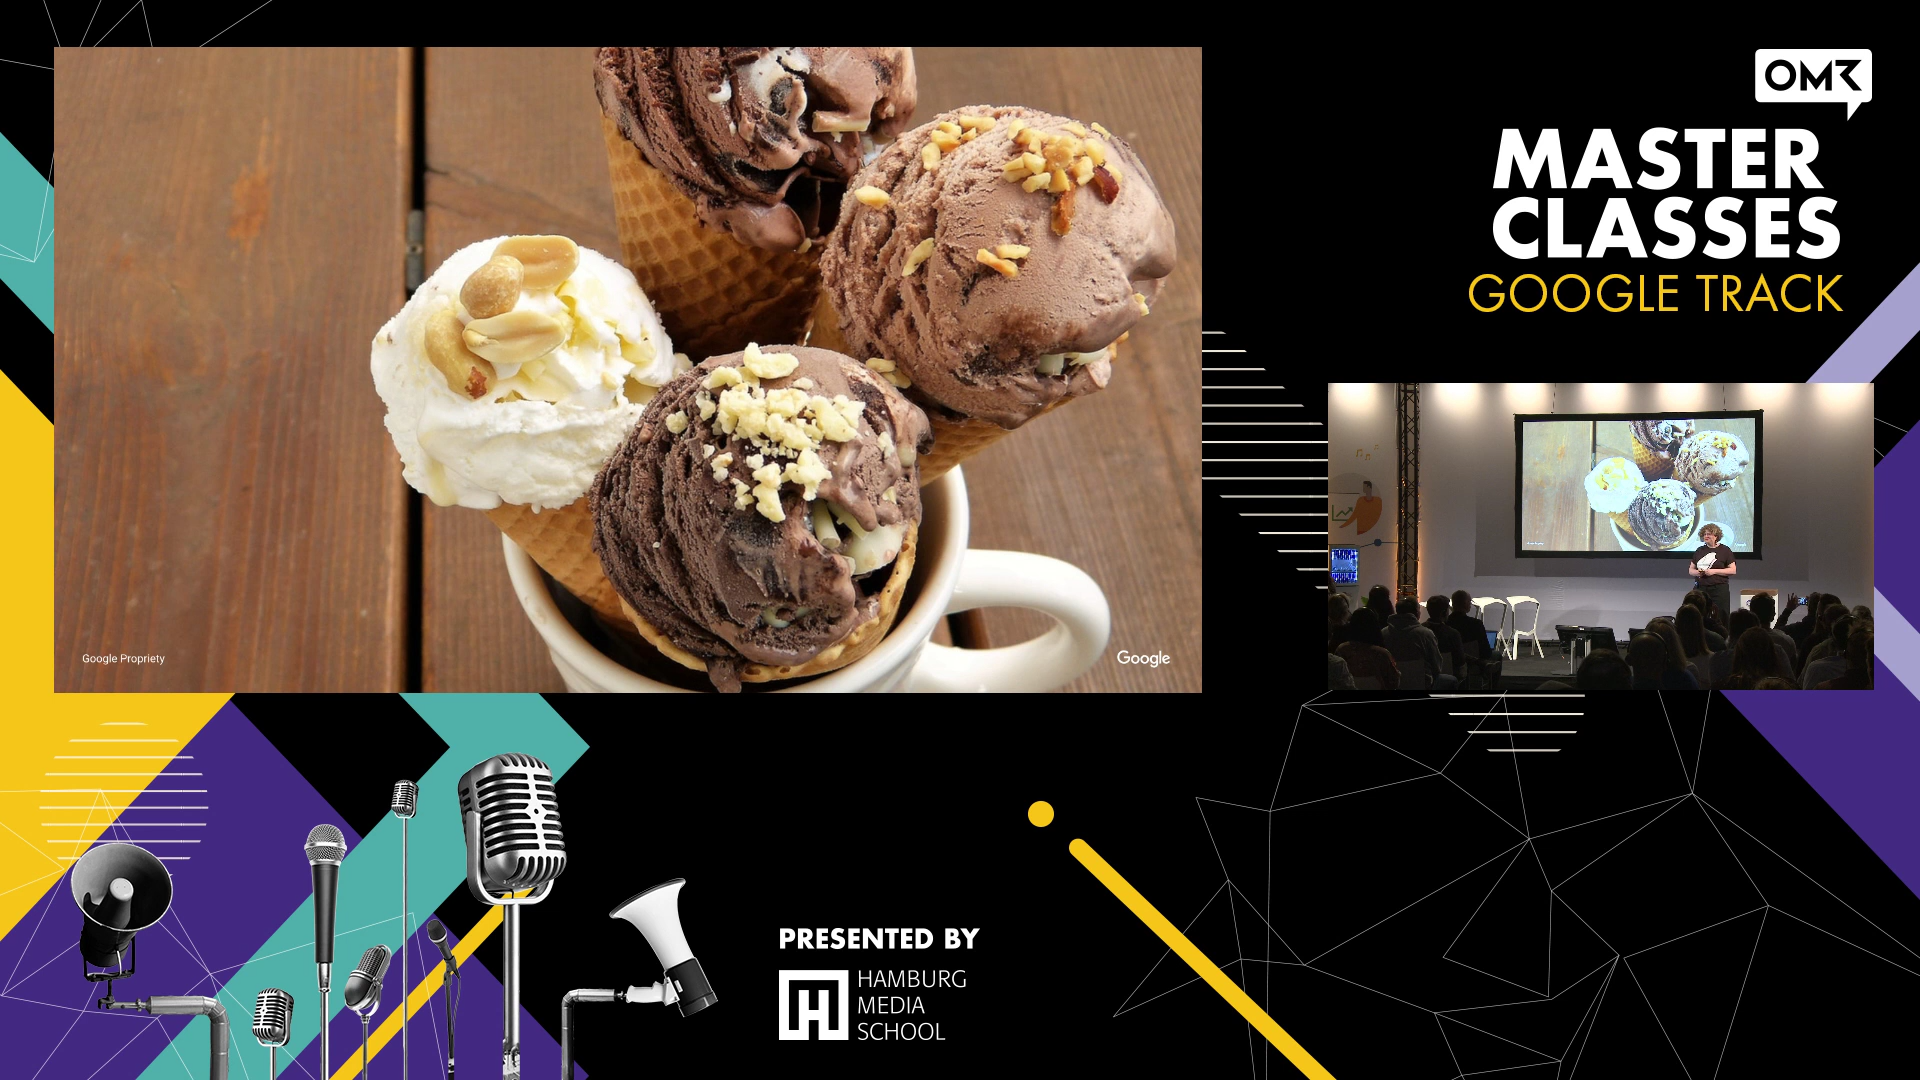 OMR
MASTER
CLASSES
GOOGLE TRACK
Google Propriety
Google
PRESENTED BY
HAMBURG
MEDIA
SCHOOL